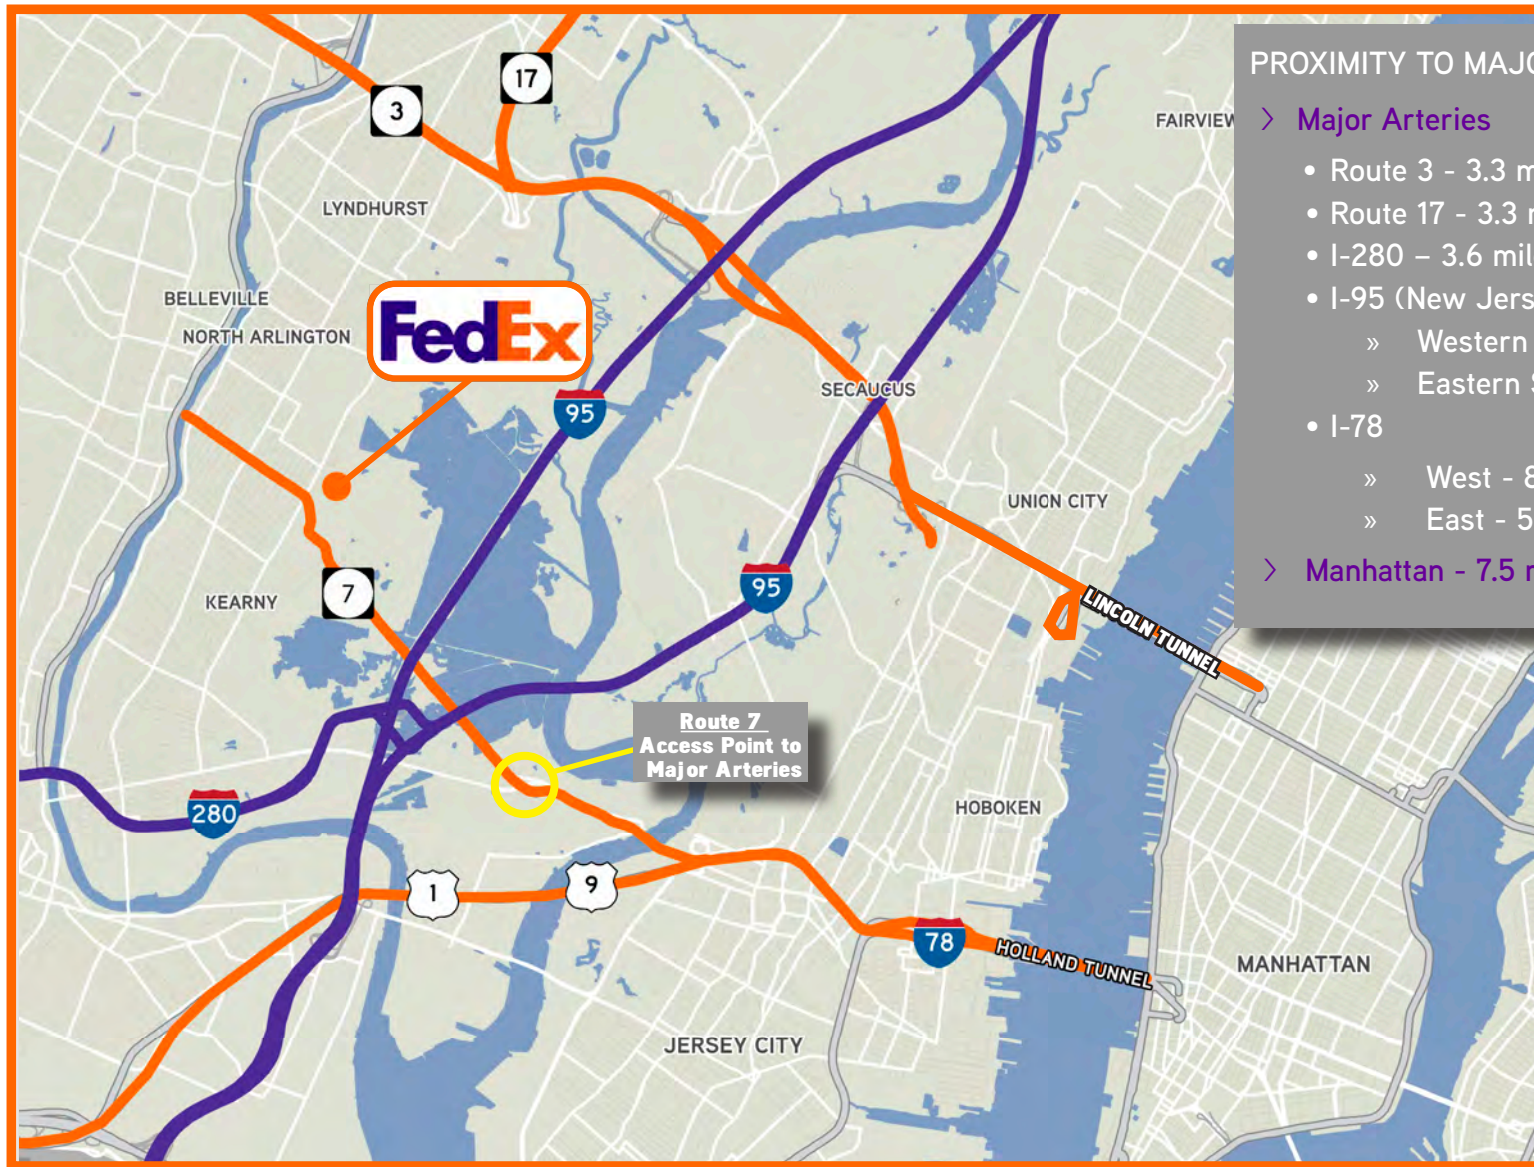 17
3
LYNDHURST
BELLEVILLE
NORTH ARLINGTON
FedEx
95
SECAUCUS
UNION CITY
FAIRVIEW
PROXIMITY TO MAJO
› Major Arteries
• Route 3 - 3.3 m
• Route 17 - 3.3
• I-280 – 3.6 mil
• I-95 (New Jers
» Western
» Eastern
• I-78
» West - 8
» East - 5
› Manhattan - 7.5
95
7
KEARNY
LINCOLN TUNNEL
Route 7
Access Point to
Major Arteries
280
HOBOKEN
1
9
78
HOLLAND TUNNEL
MANHATTAN
JERSEY CITY